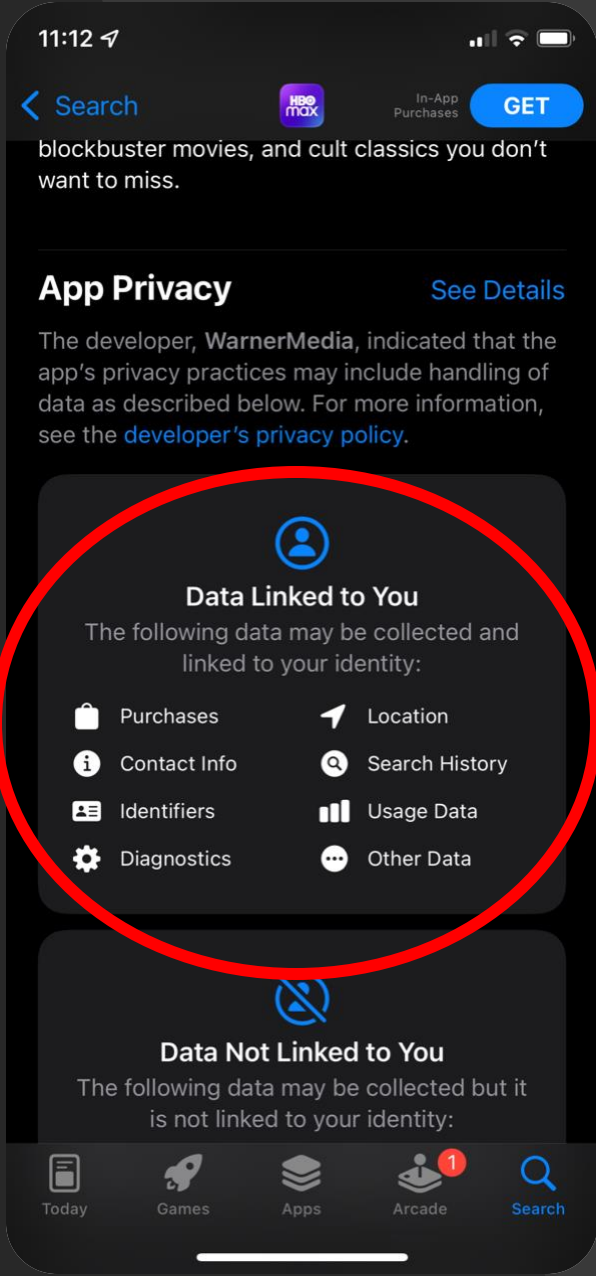 11:12
Search
HBO
max
In-App
Purchases
GET
blockbuster movies, and cult classics you don't
want to miss.
App Privacy
See Details
The developer, WarnerMedia, indicated that the
app's privacy practices may include handling of
data as described below. For more information,
see the developer's privacy policy.
Data Linked to You
The following data may be collected and
linked to your identity:
Purchases
Location
Contact Info
Search History
Identifiers
Usage Data
Diagnostics
Other Data
Data Not Linked to You
The following data may be collected but it
is not linked to your identity:
1
Today
Games
Apps
Arcade
Search